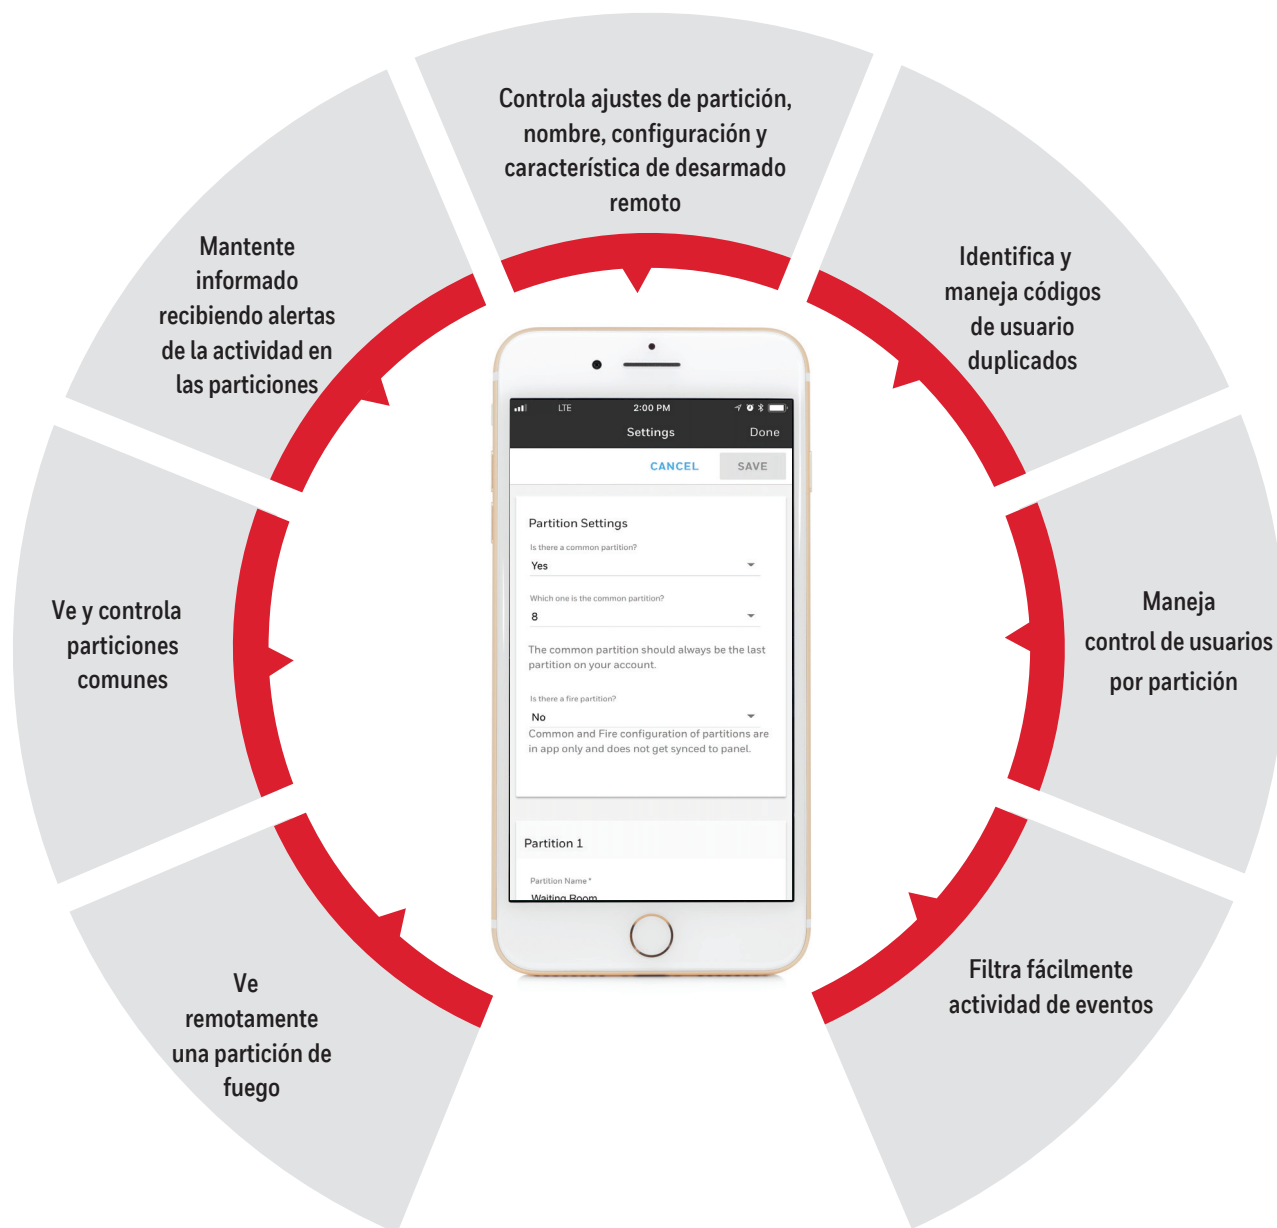 Controla ajustes de partición,
nombre, configuración y
característica de desarmado
remoto
Mantente
informado
recibiendo alertas
de la actividad en
las particiones
Identifica y
maneja códigos
de usuario
duplicados
Ve y controla
particiones
comunes
Maneja
control de usuarios
por partición
Ve
remotamente
una partición de
fuego
Filtra fácilmente
actividad de eventos
LTE 2:00 PM
Settings Done
CANCEL SAVE
Partition Settings
Is there a common partition?
Yes
Which one is the common partition?
8
The common partition should always be the last
partition on your account.
Is there a fire partition?
No
Common and Fire configuration of partitions are
in app only and does not get synced to panel.
Partition 1
Partition Name *
Waiting Room